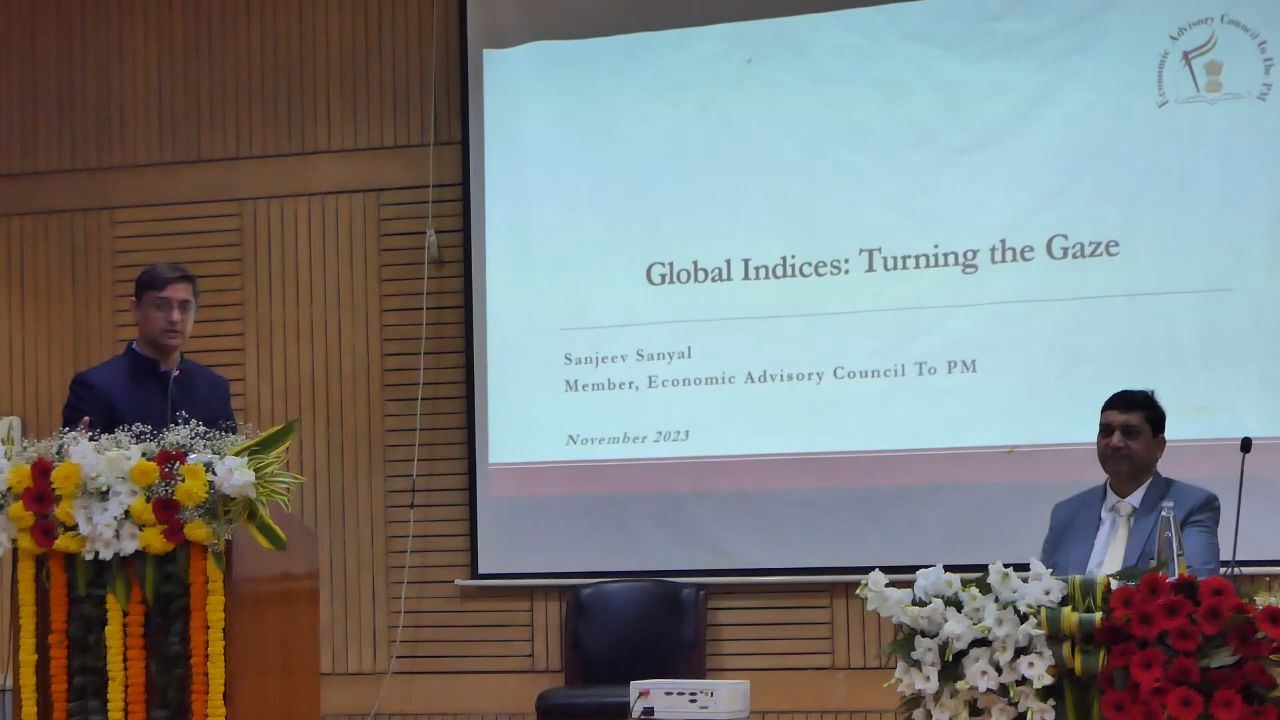 Economic Advisory Council to the PM
Global Indices: Turning the Gaze
Sanjeev Sanyal
Member, Economic Advisory Council To PM
November 2023